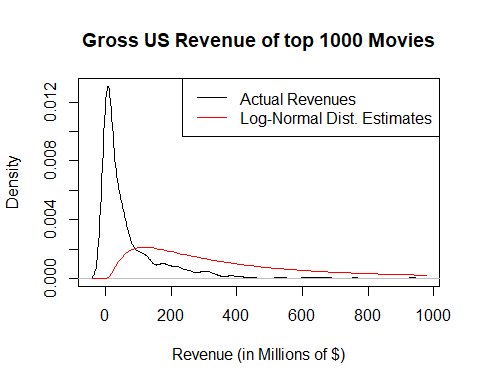 Gross US Revenue of top 1000 Movies
Actual Revenues
Log-Normal Dist. Estimates
Density
0.012
0.008
0.004
0.000
0 200 400 600 800 1000
Revenue (in Millions of $)